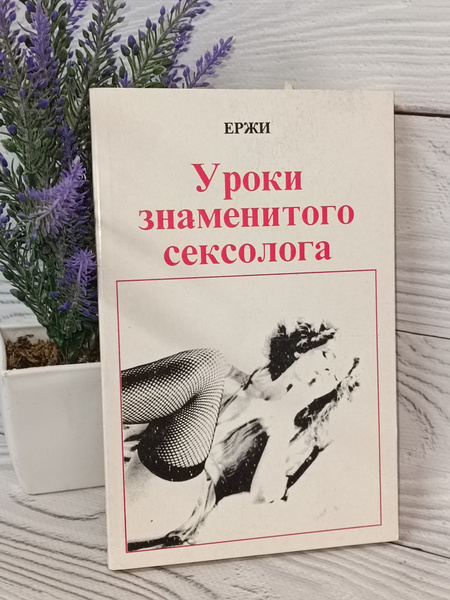 ЕРЖИ
Уроки
знаменитого
сексолога